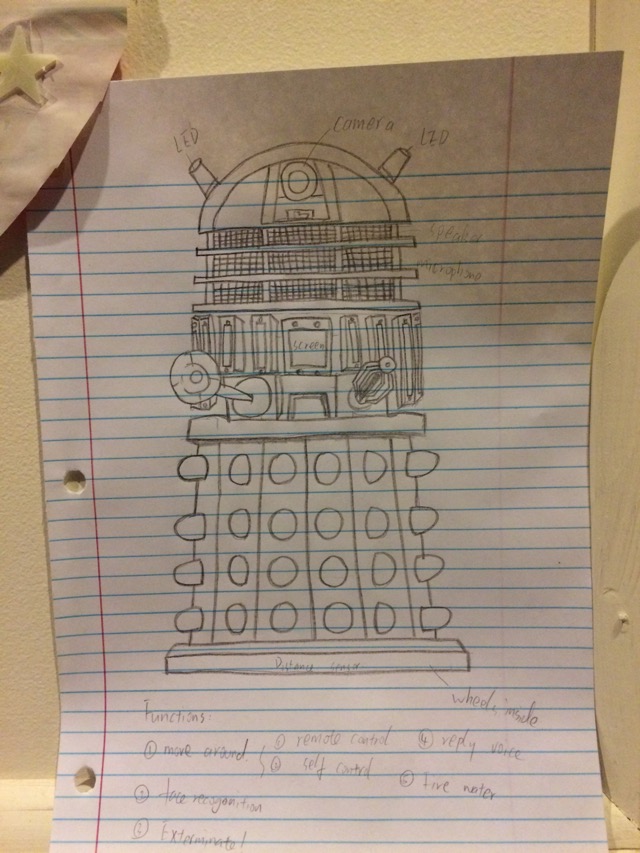 LED
camera
LED
speaker
microphone
screen
Distance sensor
wheels inside
Functions:
① move around { ① remote control
② self control
② face recogonition
③ Exterminate!
④ reply voice
⑤ Fire water